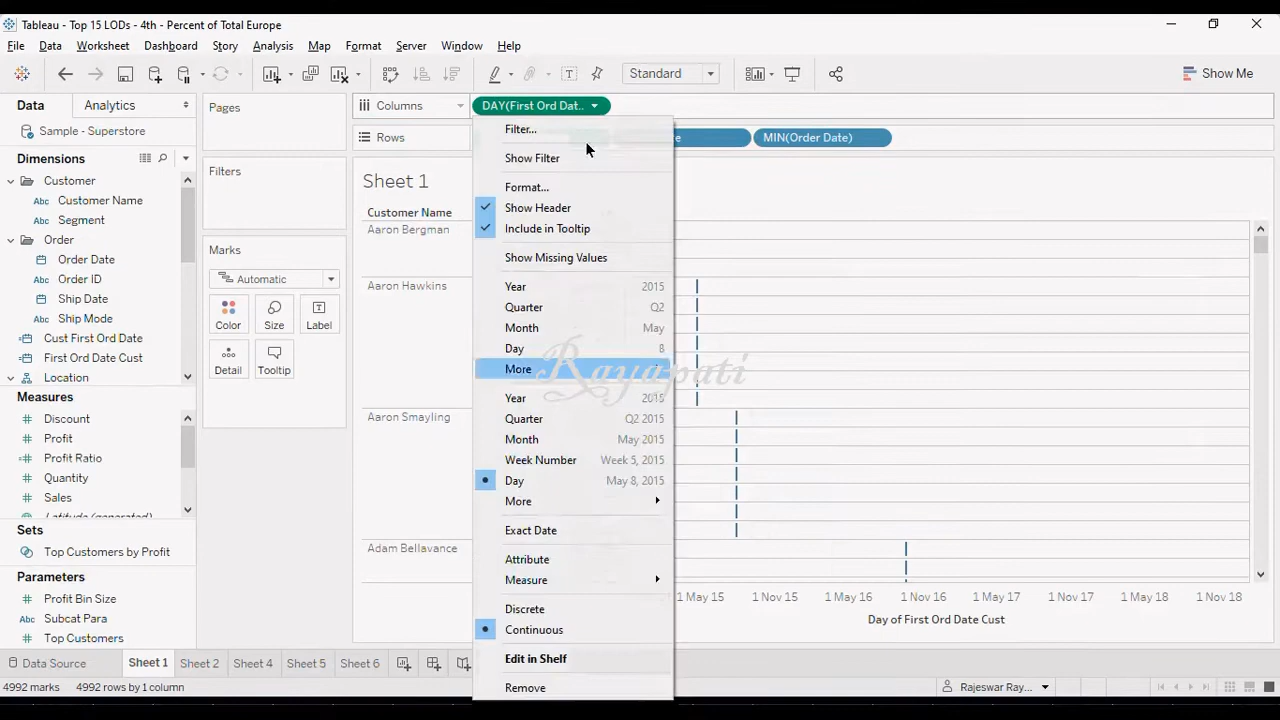 Tableau - Top 15 LODs - 4th - Percent of Total Europe
File Data Worksheet Dashboard Story Analysis Map Format Server Window Help
Standard Show Me
Data Analytics Pages Columns DAY(First Ord Dat..
Sample - Superstore
Rows MIN(Order Date)
Dimensions
Filters
Sheet 1
Customer
Abc Customer Name
Abc Segment
Order
Order Date
Abc Order ID
Ship Date
Abc Ship Mode
Cust First Ord Date
First Ord Date Cust
Location
Marks
Automatic
Color Size Label
Detail Tooltip
Measures
# Discount
# Profit
# Profit Ratio
# Quantity
# Sales
# Latitude (generated)
Sets
Top Customers by Profit
Parameters
# Profit Bin Size
Abc Subcat Para
# Top Customers
Customer Name
Aaron Bergman
Aaron Hawkins
Aaron Smayling
Adam Bellavance
Filter...
Show Filter
Format...
Show Header
Include in Tooltip
Show Missing Values
Year 2015
Quarter Q2
Month May
Day 8
More
Year 2015
Quarter Q2 2015
Month May 2015
Week Number Week 5, 2015
Day May 8, 2015
More
Exact Date
Attribute
Measure
Discrete
Continuous
Edit in Shelf
Remove
Rayapati
1 May 15 1 Nov 15 1 May 16 1 Nov 16 1 May 17 1 Nov 17 1 May 18 1 Nov 18
Day of First Ord Date Cust
Data Source Sheet 1 Sheet 2 Sheet 4 Sheet 5 Sheet 6
4992 marks 4992 rows by 1 column Rajeswar Ray...